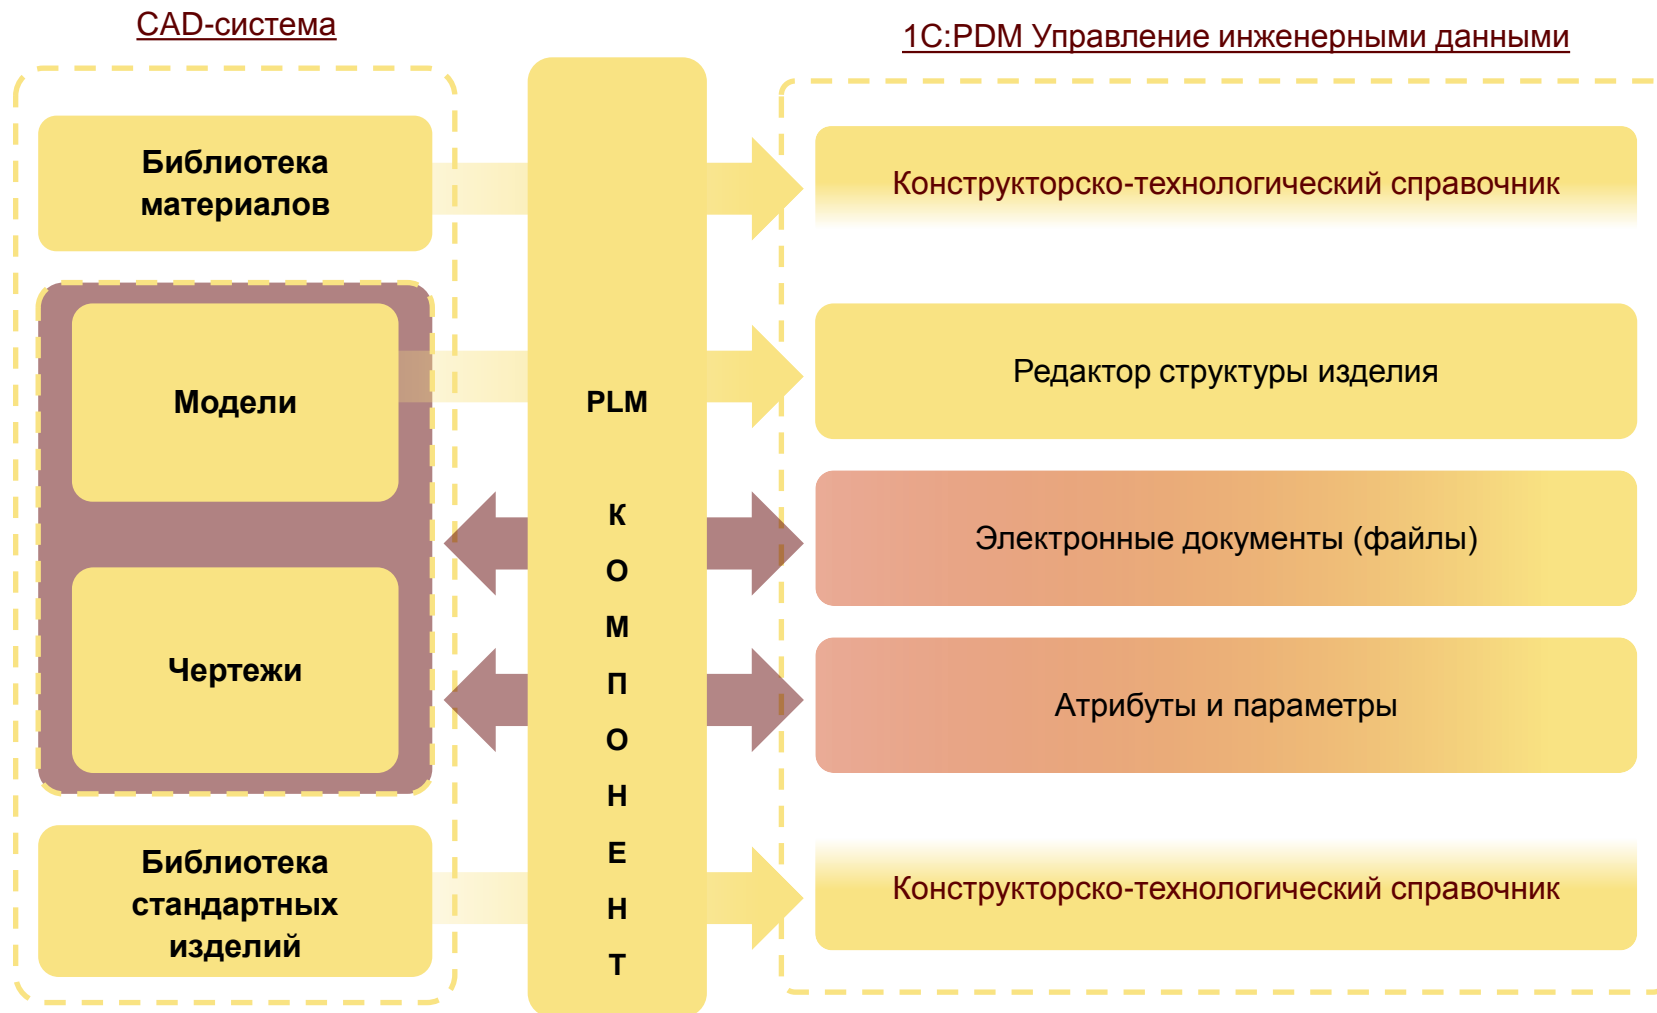 CAD-система
1С:PDM Управление инженерными данными
Библиотека
материалов
Модели
Чертежи
Библиотека
стандартных
изделий
PLM
К
О
М
П
О
Н
Е
Н
Т
Конструкторско-технологический справочник
Редактор структуры изделия
Электронные документы (файлы)
Атрибуты и параметры
Конструкторско-технологический справочник